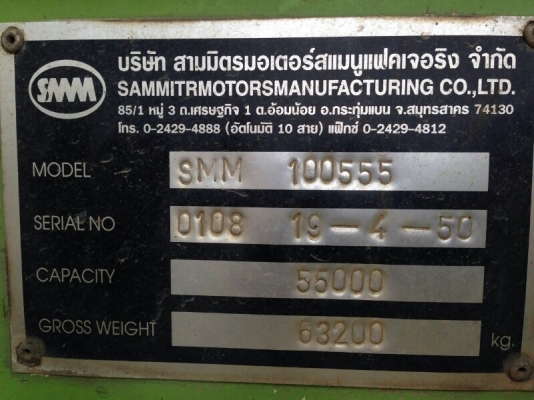 SMM
บริษัท สามมิตรมอเตอร์สแมนูแฟคเจอริง จำกัด
SAMMITRMOTORSMANUFACTURING CO.,LTD.
85/1 หมู่ 3 ถ.เศรษฐกิจ 1 ต.อ้อมน้อย อ.กระทุ่มแบน จ.สมุทรสาคร 74130
โทร. 0-2429-4888 (อัตโนมัติ 10 สาย) แฟ็กซ์ 0-2429-4812
MODEL SMM 100555
SERIAL NO 0108 19-4-50
CAPACITY 55000
GROSS WEIGHT 63200 kg.